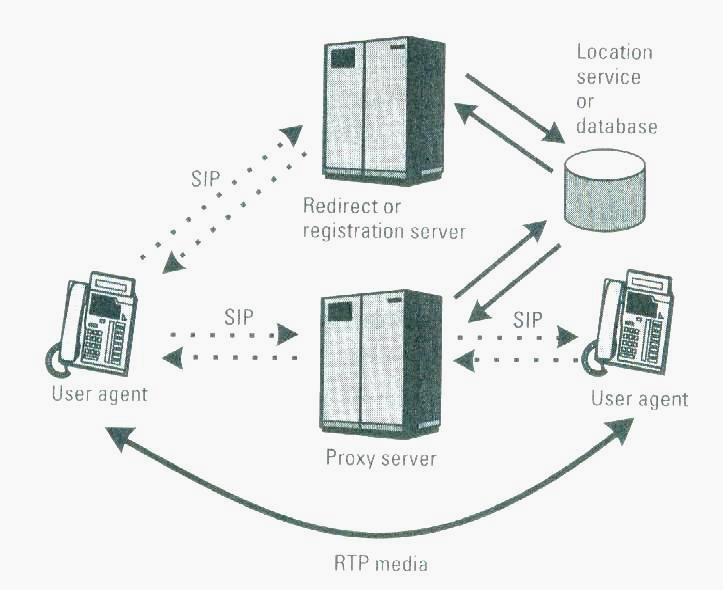 Location
service
or
database
SIP
Redirect or
registration server
SIP
SIP
User agent
User agent
Proxy server
RTP media